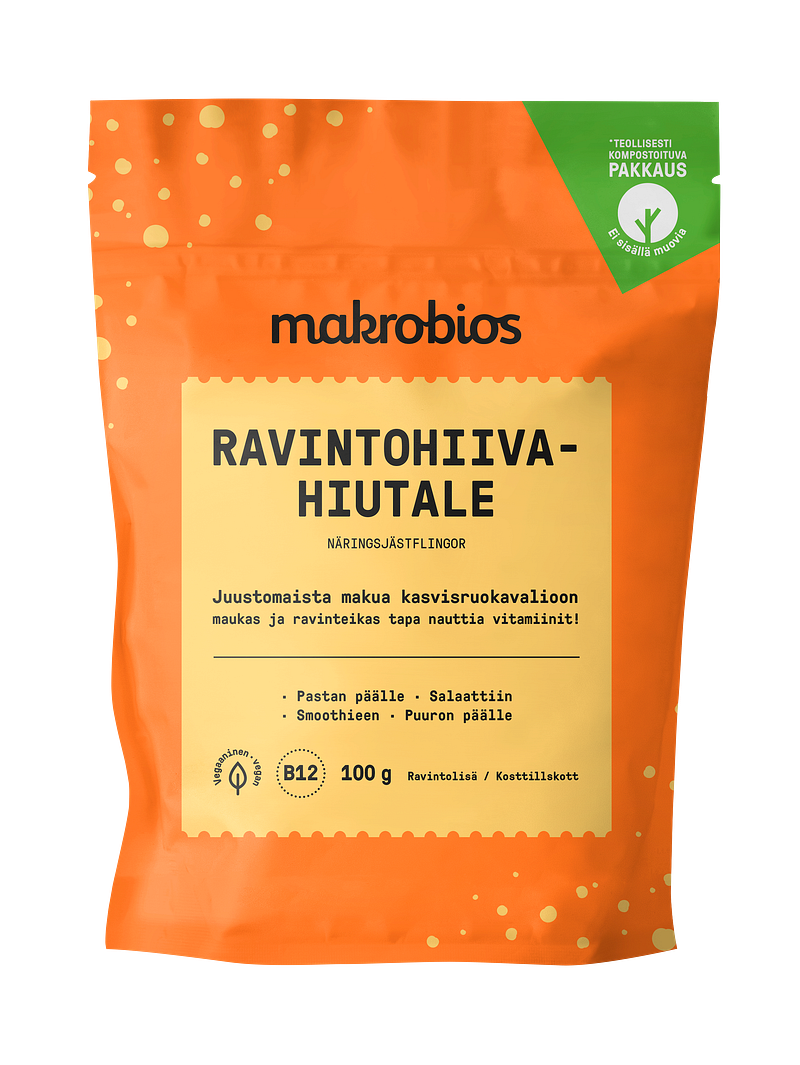 *TEOLLISESTI
KOMPOSTOITUVA
PAKKAUS
Ei sisällä muovia
makrobios
RAVINTOHIIVA-
HIUTALE
NÄRINGSJÄSTFLINGOR
Juustomaista makua kasvisruokavalioon
maukas ja ravinteikas tapa nauttia vitamiinit!
· Pastan päälle · Salaattiin
· Smoothieen · Puuron päälle
Vegaaninen · vegan
B12
100 g
Ravintolisä / Kosttillskott